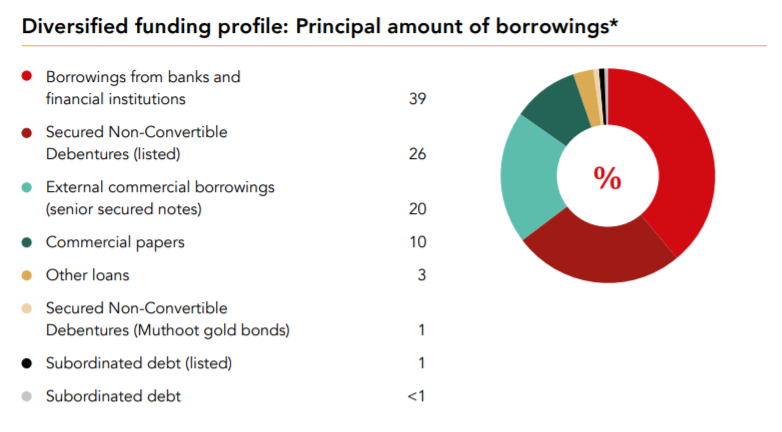 Diversified funding profile: Principal amount of borrowings*
Borrowings from banks and
financial institutions 39
Secured Non-Convertible
Debentures (listed) 26
External commercial borrowings
(senior secured notes) 20
Commercial papers 10
Other loans 3
Secured Non-Convertible
Debentures (Muthoot gold bonds) 1
Subordinated debt (listed) 1
Subordinated debt <1
%